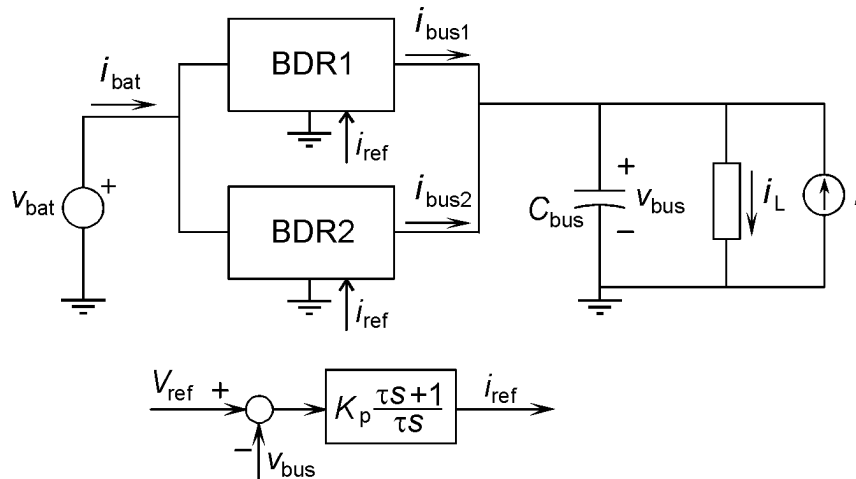 BDR1
i_bus1
i_bat
i_ref
v_bat
+
BDR2
i_bus2
i_ref
C_bus
+
v_bus
−
i_L
V_ref
+
−
v_bus
K_p (τs+1)/(τs)
i_ref